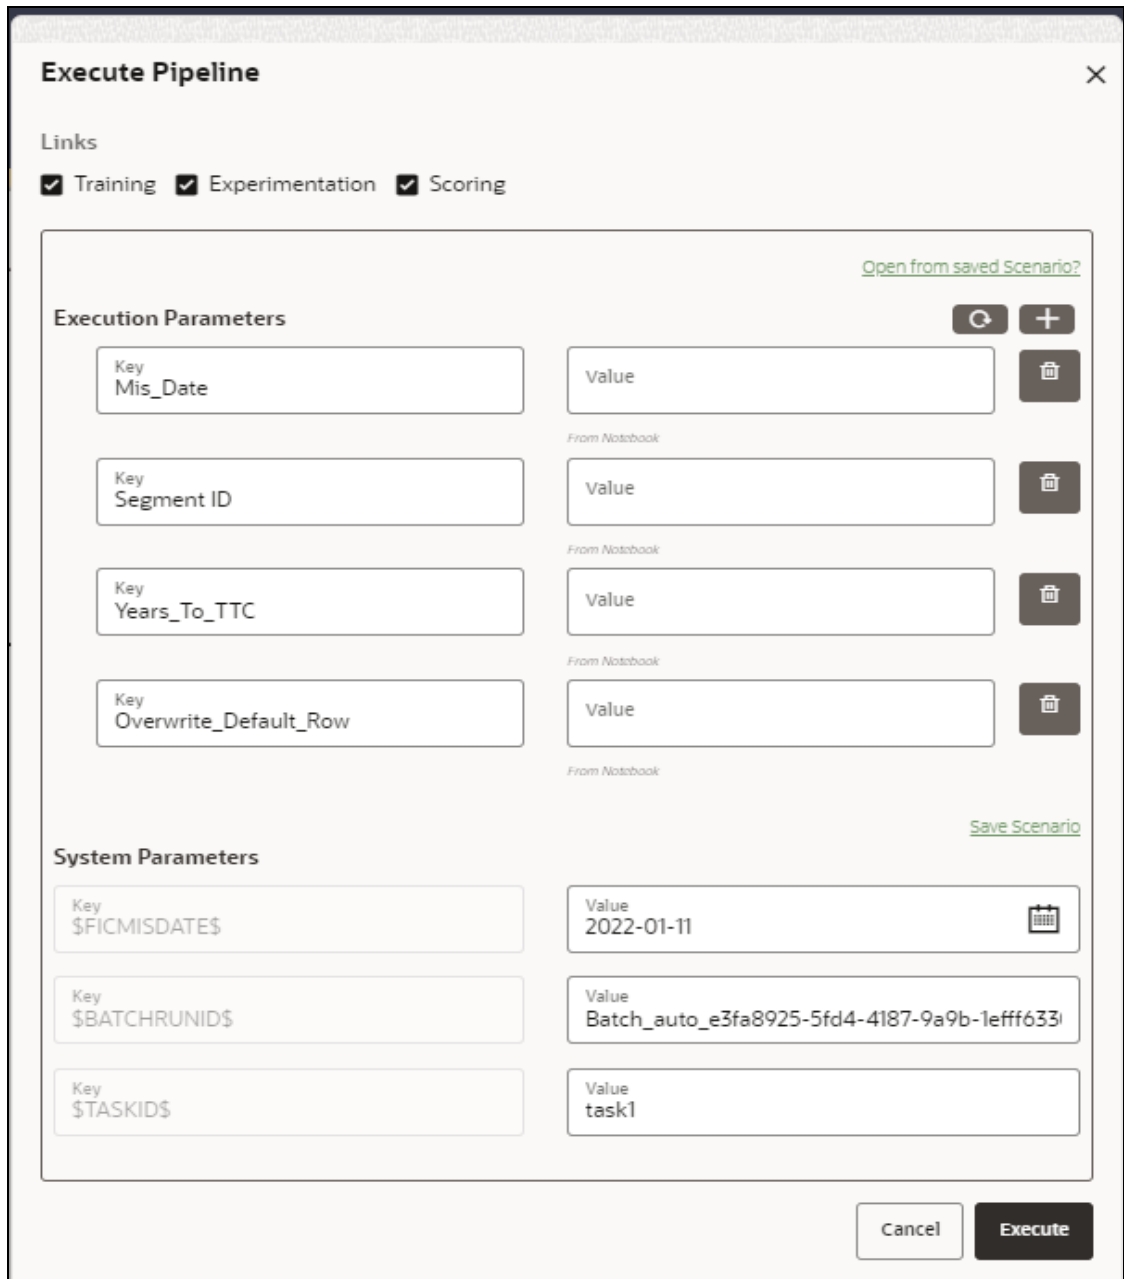 Execute Pipeline
Links
Training Experimentation Scoring
Open from saved Scenario?
Execution Parameters
Key
Mis_Date
Value
From Notebook
Key
Segment ID
Value
From Notebook
Key
Years_To_TTC
Value
From Notebook
Key
Overwrite_Default_Row
Value
From Notebook
Save Scenario
System Parameters
Key
$FICMISDATE$
Value
2022-01-11
Key
$BATCHRUNID$
Value
Batch_auto_e3fa8925-5fd4-4187-9a9b-1efff633
Key
$TASKID$
Value
task1
Cancel Execute